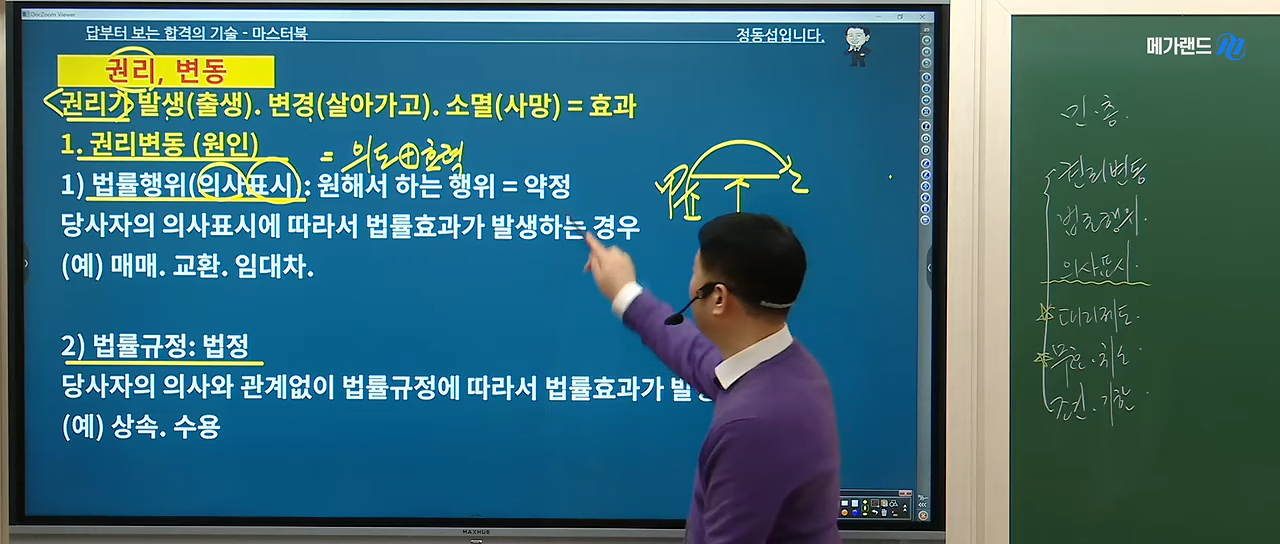 DocZoom Viewer
답부터 보는 합격의 기술 - 마스터북
정동섭입니다.
권리, 변동
권리가 발생(출생). 변경(살아가고). 소멸(사망) = 효과
1. 권리변동 (원인)
= 의도⊕효력
1) 법률행위(의사표시): 원해서 하는 행위 = 약정
당사자의 의사표시에 따라서 법률효과가 발생하는 경우
(예) 매매. 교환. 임대차.
2) 법률규정: 법정
당사자의 의사와 관계없이 법률규정에 따라서 법률효과가 발
(예) 상속. 수용
MAXHUB
메가랜드
민.총.
권리변동
법률행위.
의사표시.
대리제도.
무효.취소
조건.기한